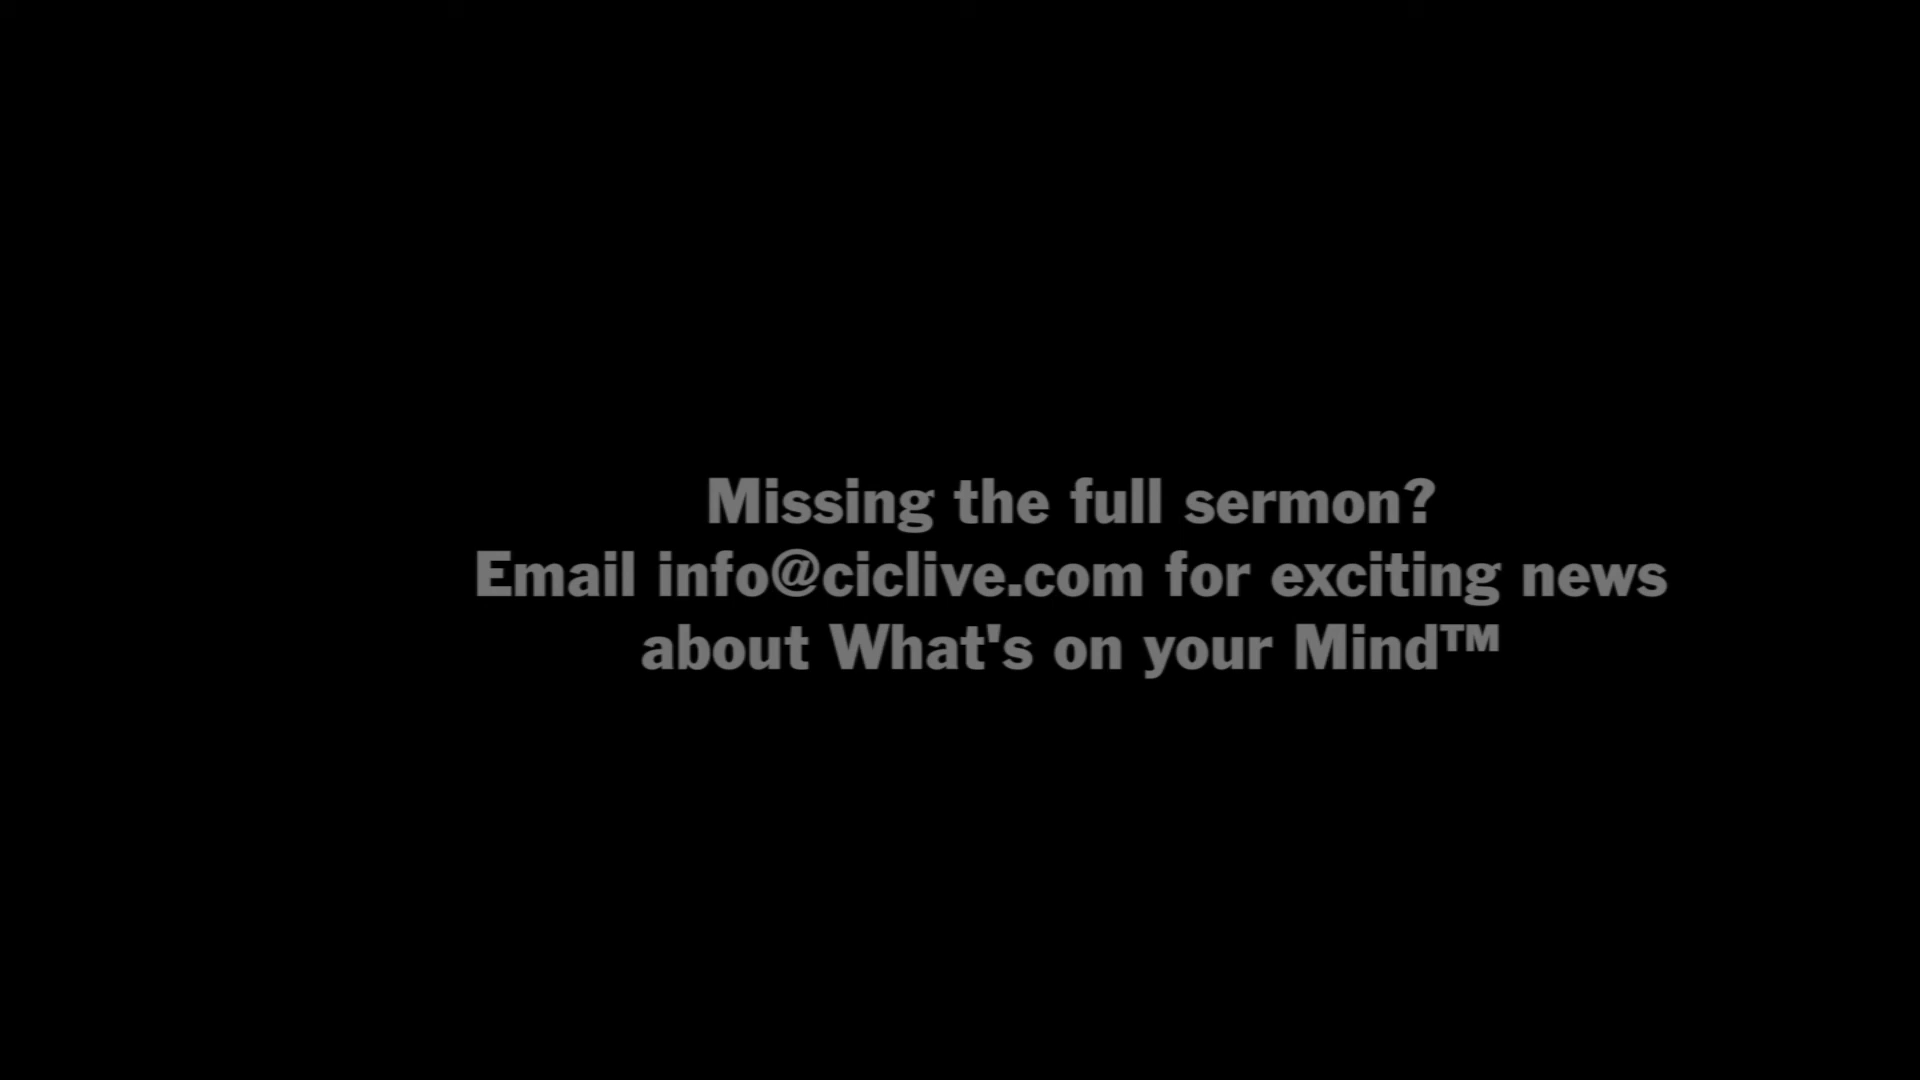 Missing the full sermon?
Email info@ciclive.com for exciting news
about What's on your Mind™